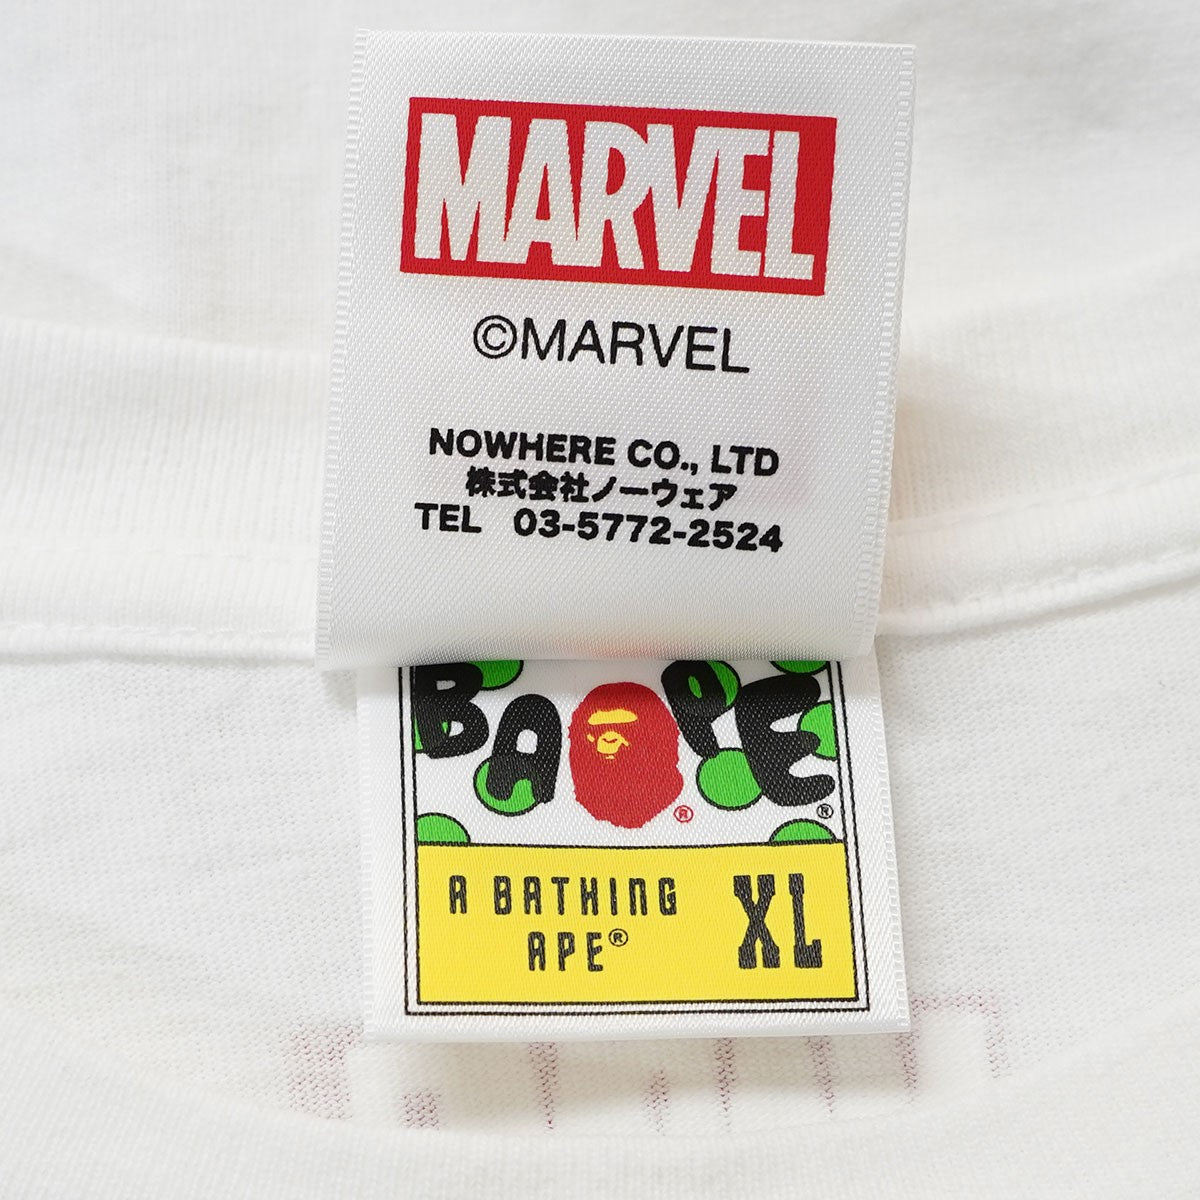 MARVEL
©MARVEL
NOWHERE CO., LTD
株式会社ノーウェア
TEL 03-5772-2524
BAPE®
®
A BATHING
APE®
XL